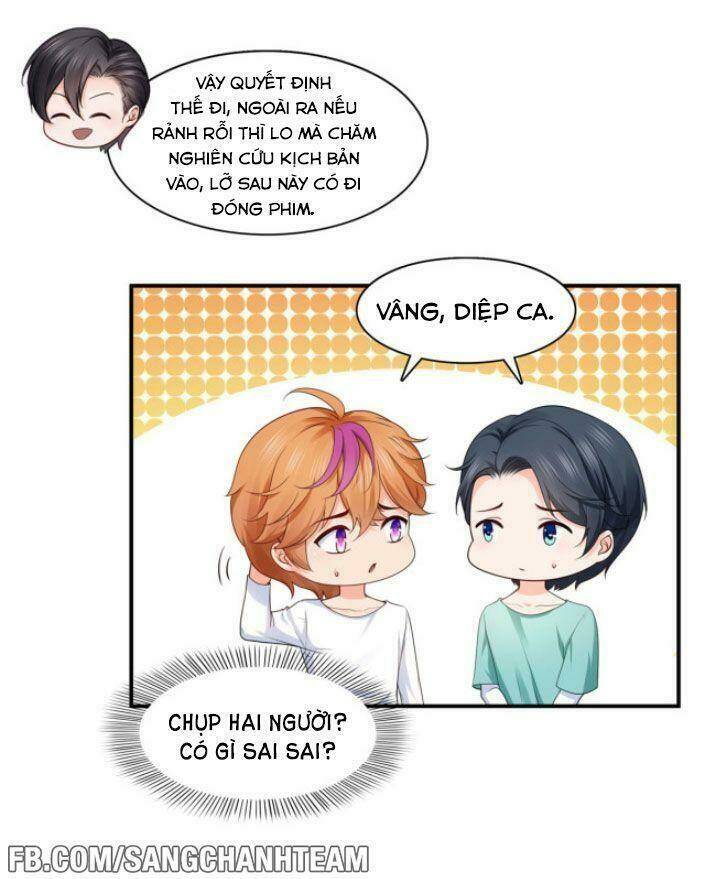 VẬY QUYẾT ĐỊNH
THẾ ĐI, NGOÀI RA NẾU
RẢNH RỖI THÌ LO MÀ CHĂM
NGHIÊN CỨU KỊCH BẢN
VÀO, LỠ SAU NÀY CÓ ĐI
ĐÓNG PHIM.
VÂNG, DIỆP CA.
CHỤP HAI NGƯỜI?
CÓ GÌ SAI SAI?
FB.COM/SANGCHANHTEAM